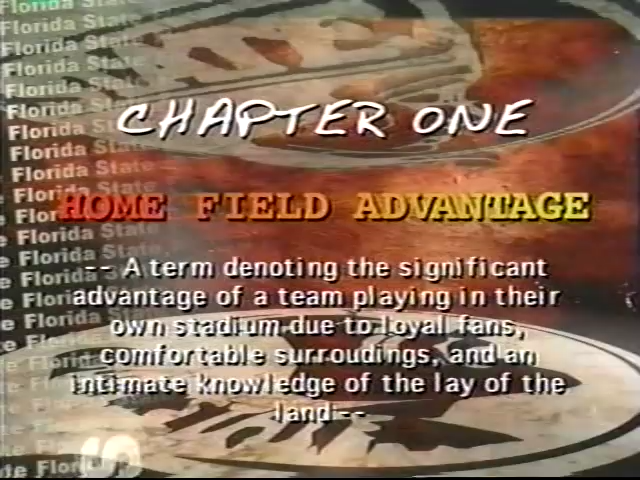 Florida State
Florida State
Florida State
Florida State
Florida State
Florida
CHAPTER ONE
Florida
Florida State
Florida State
HOME FIELD ADVANTAGE
Florida State
Florida State
-- A term denoting the significant
advantage of a team playing in their
own stadium due to loyal fans,
comfortable surroudings, and an
intimate knowledge of the lay of the
land --